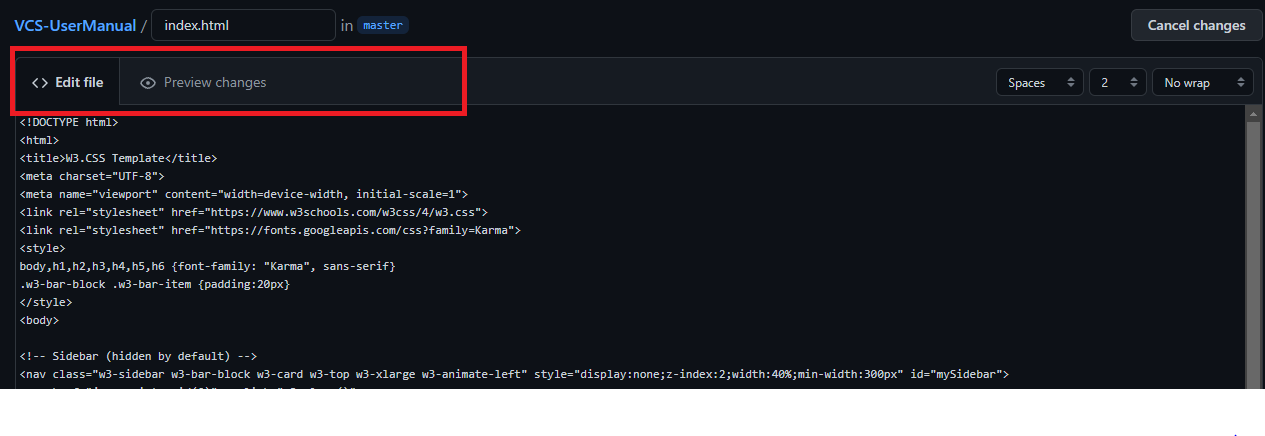 VCS-UserManual / index.html in master Cancel changes
<> Edit file Preview changes Spaces 2 No wrap
<!DOCTYPE html>
<html>
<title>W3.CSS Template</title>
<meta charset="UTF-8">
<meta name="viewport" content="width=device-width, initial-scale=1">
<link rel="stylesheet" href="https://www.w3schools.com/w3css/4/w3.css">
<link rel="stylesheet" href="https://fonts.googleapis.com/css?family=Karma">
<style>
body,h1,h2,h3,h4,h5,h6 {font-family: "Karma", sans-serif}
.w3-bar-block .w3-bar-item {padding:20px}
</style>
<body>
<!-- Sidebar (hidden by default) -->
<nav class="w3-sidebar w3-bar-block w3-card w3-top w3-xlarge w3-animate-left" style="display:none;z-index:2;width:40%;min-width:300px" id="mySidebar">